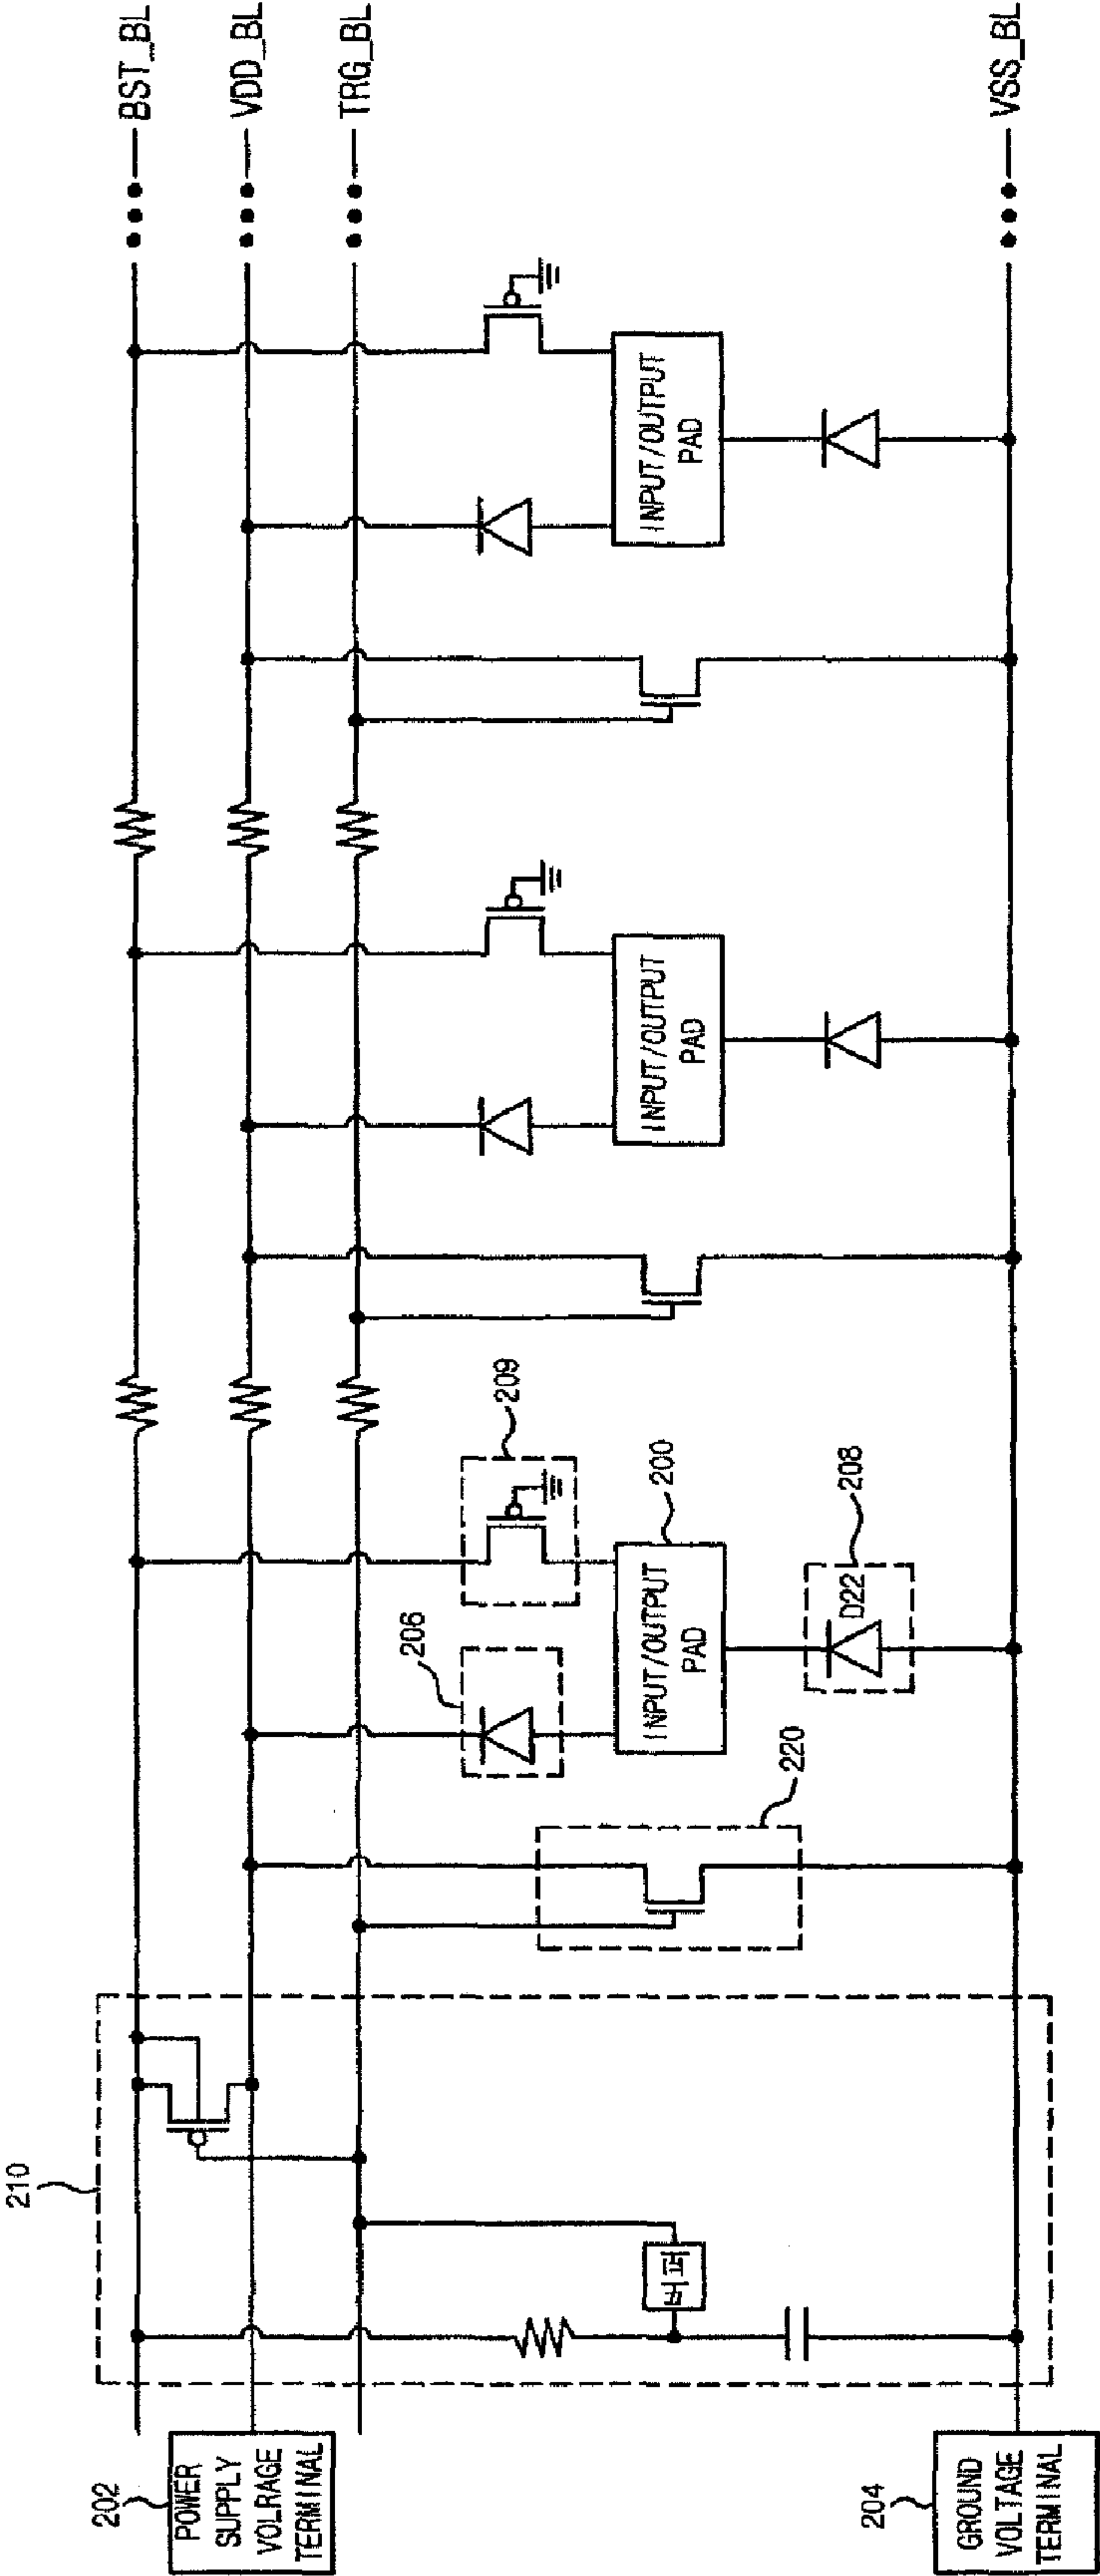 210
BST_BL
VDD_BL
TRG_BL
202
POWER
SUPPLY
VOLRAGE
TERMINAL
206
209
200
INPUT/OUTPUT
PAD
INPUT/OUTPUT
PAD
INPUT/OUTPUT
PAD
220
D22
208
204
GROUND
VOLTAGE
TERMINAL
VSS_BL